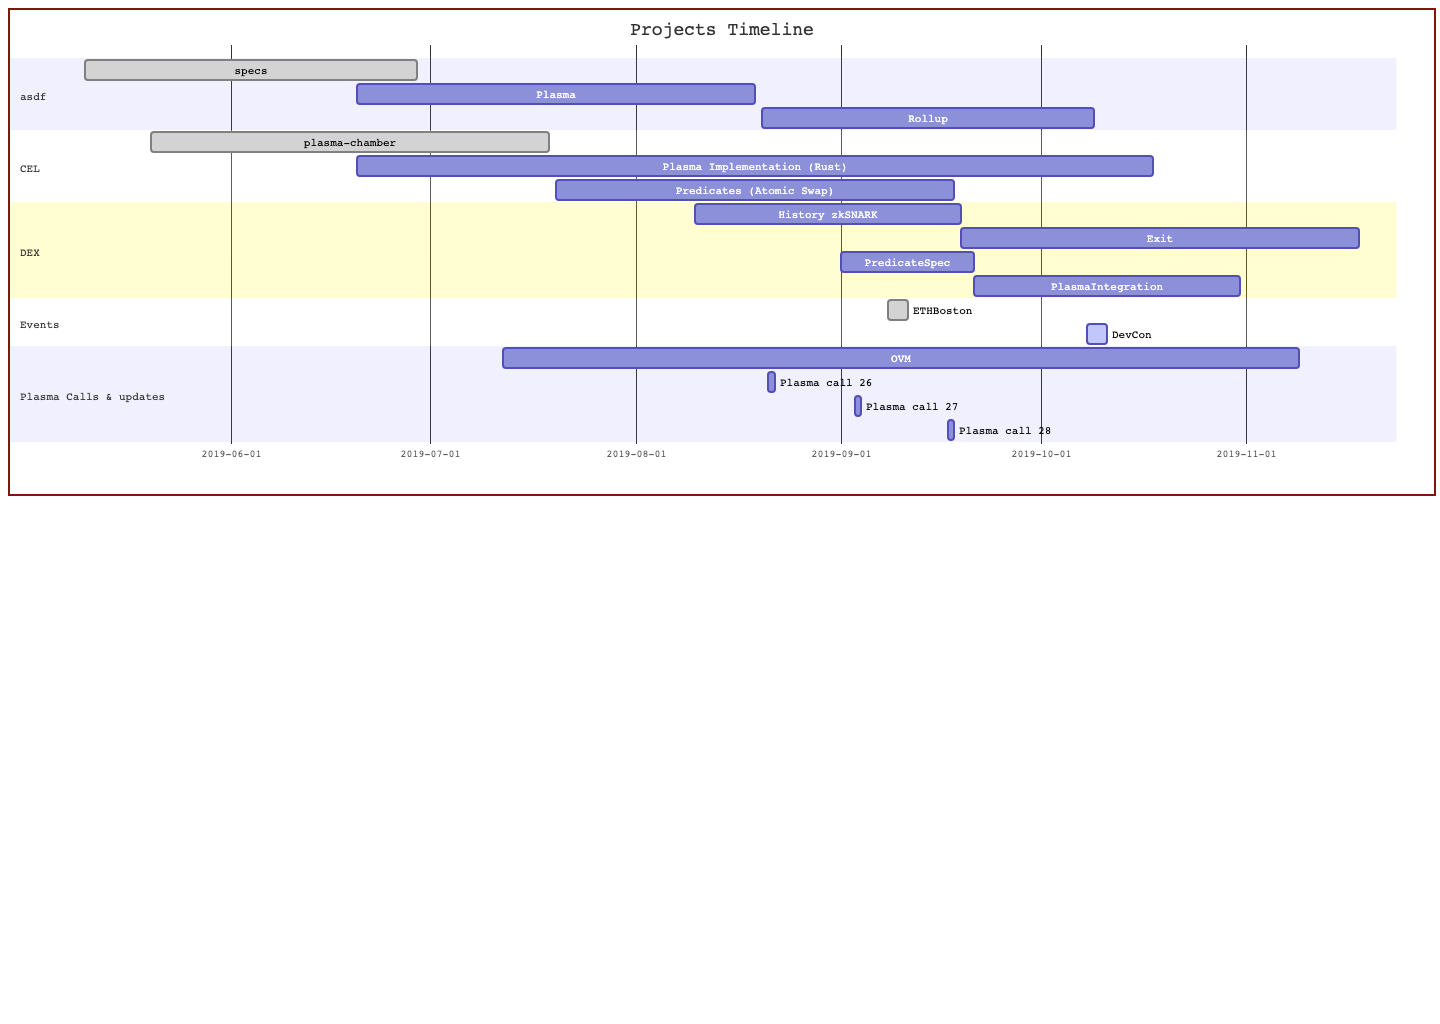 Projects Timeline
specs
asdf
Plasma
Rollup
plasma-chamber
CEL
Plasma Implementation (Rust)
Predicates (Atomic Swap)
History zkSNARK
DEX
Exit
PredicateSpec
PlasmaIntegration
Events
ETHBoston
DevCon
OVM
Plasma Calls & updates
Plasma call 26
Plasma call 27
Plasma call 28
2019-06-01 2019-07-01 2019-08-01 2019-09-01 2019-10-01 2019-11-01